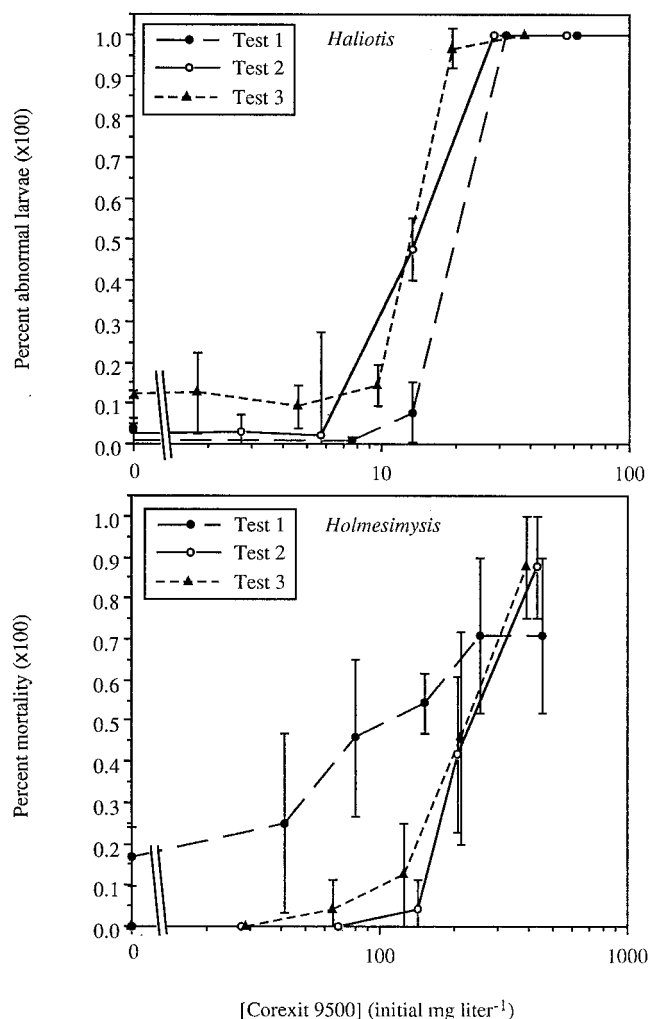 Percent abnormal larvae (x100)
1.0
0.9
0.8
0.7
0.6
0.5
0.4
0.3
0.2
0.1
0.0
Test 1
Test 2
Test 3
Haliotis
0
10
100
Percent mortality (x100)
1.0
0.9
0.8
0.7
0.6
0.5
0.4
0.3
0.2
0.1
0.0
Test 1
Test 2
Test 3
Holmesimysis
0
100
1000
[Corexit 9500] (initial mg liter⁻¹)